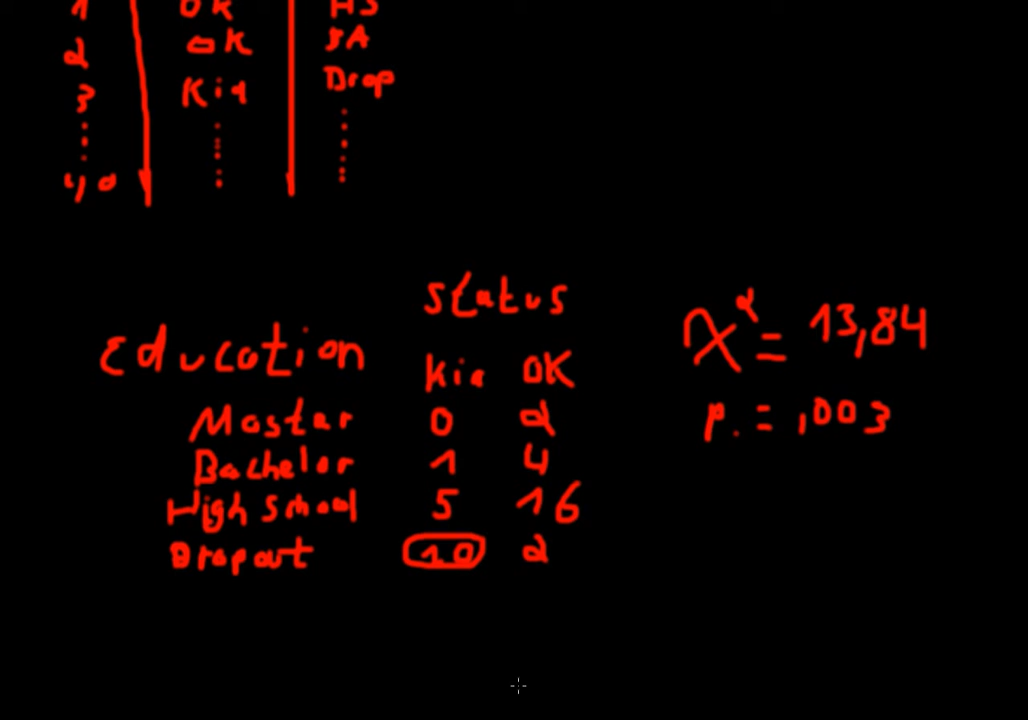 1 OK HS
2 OK BA
3 Kia Drop
40
Status
Education
Kia OK
Master 0 2
Bachelor 1 4
High School 5 16
Dropout 10 2
χ² = 13,84
p. = ,003